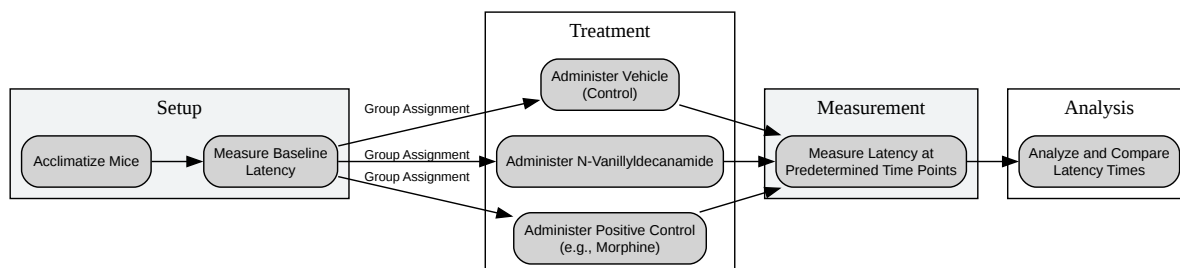 Setup
Acclimatize Mice
Measure Baseline
Latency
Group Assignment
Group Assignment
Group Assignment
Treatment
Administer Vehicle
(Control)
Administer N-Vanillyldecanamide
Administer Positive Control
(e.g., Morphine)
Measurement
Measure Latency at
Predetermined Time Points
Analysis
Analyze and Compare
Latency Times